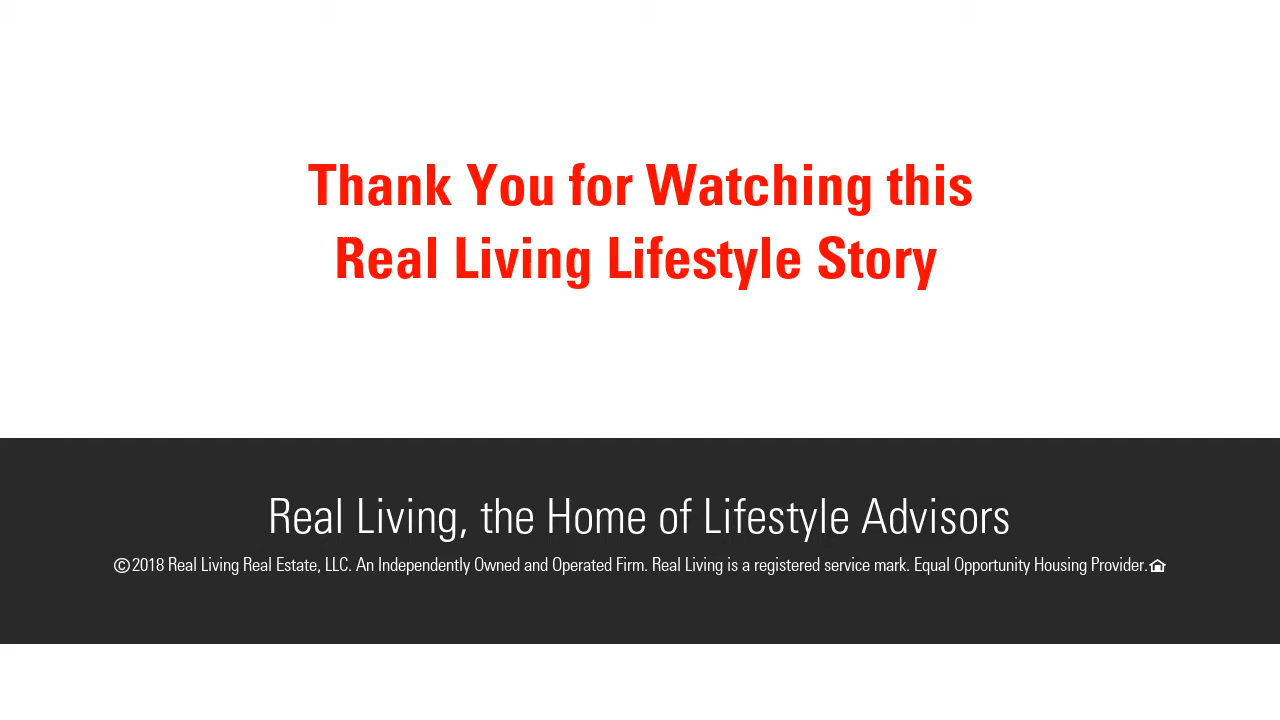 Thank You for Watching this
Real Living Lifestyle Story
Real Living, the Home of Lifestyle Advisors
©2018 Real Living Real Estate, LLC. An Independently Owned and Operated Firm. Real Living is a registered service mark. Equal Opportunity Housing Provider.